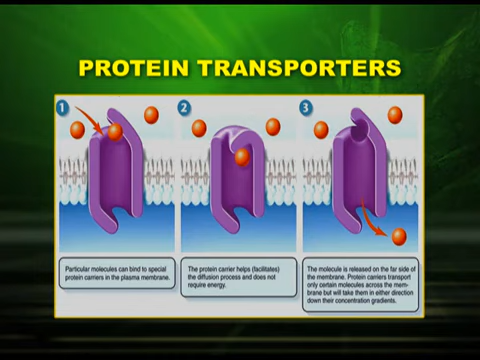 PROTEIN TRANSPORTERS
1
2
3
Particular molecules can bind to special
protein carriers in the plasma membrane.
The protein carrier helps (facilitates)
the diffusion process and does not
require energy.
The molecule is released on the far side of
the membrane. Protein carriers transport
only certain molecules across the mem-
brane but will take them in either direction
down their concentration gradients.